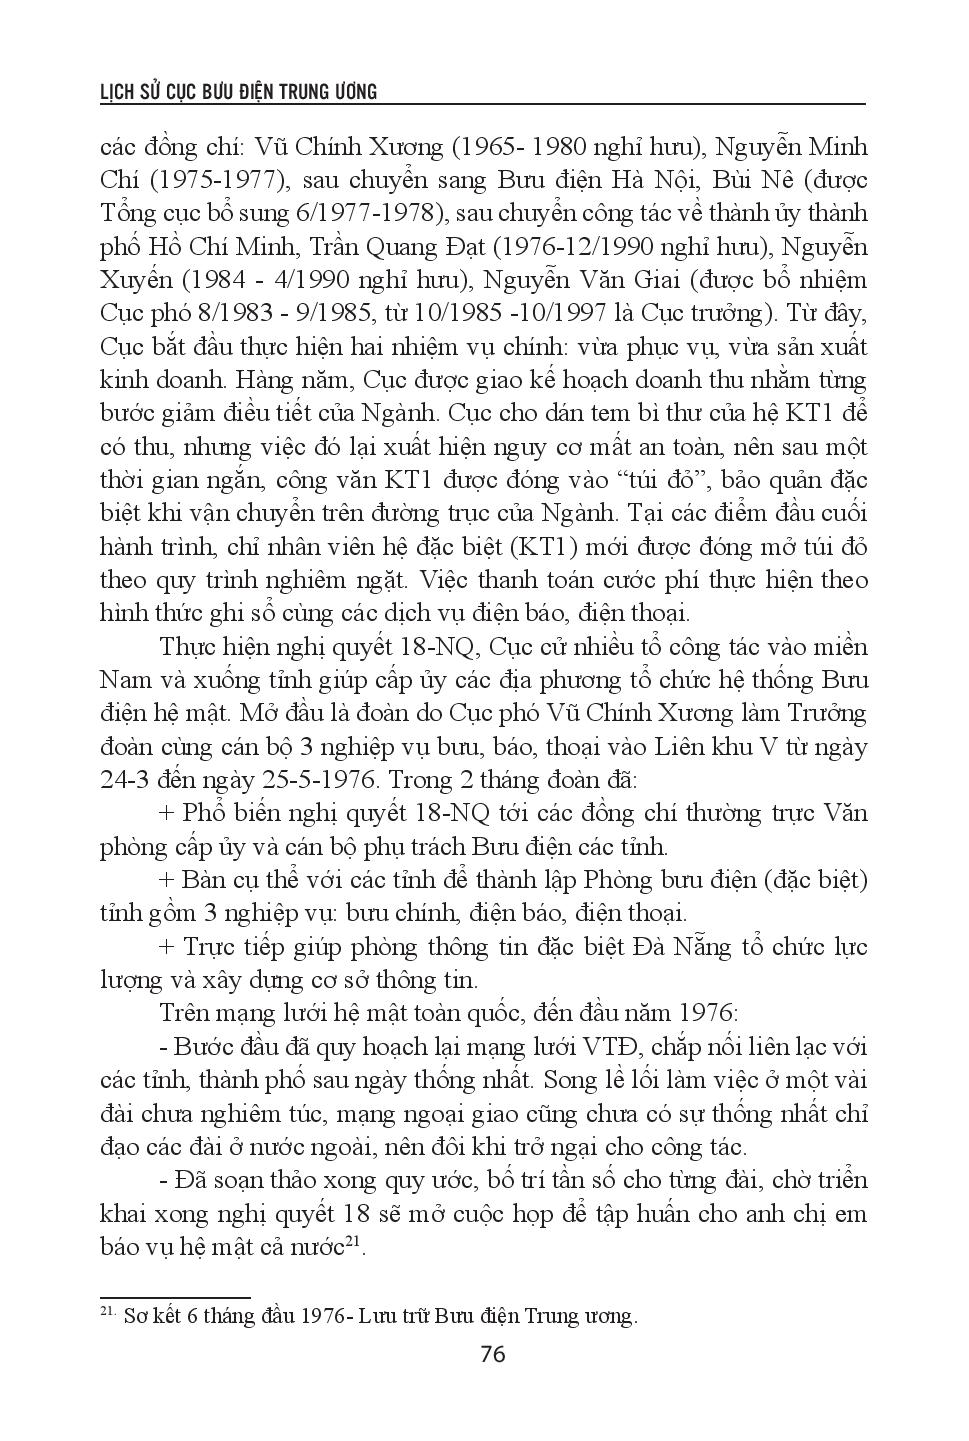 LỊCH SỬ CỤC BƯU ĐIỆN TRUNG ƯƠNG
các đồng chí: Vũ Chính Xương (1965- 1980 nghỉ hưu), Nguyễn Minh
Chí (1975-1977), sau chuyển sang Bưu điện Hà Nội, Bùi Nê (được
Tổng cục bổ sung 6/1977-1978), sau chuyển công tác về thành ủy thành
phố Hồ Chí Minh, Trần Quang Đạt (1976-12/1990 nghỉ hưu), Nguyễn
Xuyến (1984 - 4/1990 nghỉ hưu), Nguyễn Văn Giai (được bổ nhiệm
Cục phó 8/1983 - 9/1985, từ 10/1985 -10/1997 là Cục trưởng). Từ đây,
Cục bắt đầu thực hiện hai nhiệm vụ chính: vừa phục vụ, vừa sản xuất
kinh doanh. Hàng năm, Cục được giao kế hoạch doanh thu nhằm từng
bước giảm điều tiết của Ngành. Cục cho dán tem bì thư của hệ KT1 để
có thu, nhưng việc đó lại xuất hiện nguy cơ mất an toàn, nên sau một
thời gian ngắn, công văn KT1 được đóng vào “túi đỏ”, bảo quản đặc
biệt khi vận chuyển trên đường trục của Ngành. Tại các điểm đầu cuối
hành trình, chỉ nhân viên hệ đặc biệt (KT1) mới được đóng mở túi đỏ
theo quy trình nghiêm ngặt. Việc thanh toán cước phí thực hiện theo
hình thức ghi sổ cùng các dịch vụ điện báo, điện thoại.
Thực hiện nghị quyết 18-NQ, Cục cử nhiều tổ công tác vào miền
Nam và xuống tỉnh giúp cấp ủy các địa phương tổ chức hệ thống Bưu
điện hệ mật. Mở đầu là đoàn do Cục phó Vũ Chính Xương làm Trưởng
đoàn cùng cán bộ 3 nghiệp vụ bưu, báo, thoại vào Liên khu V từ ngày
24-3 đến ngày 25-5-1976. Trong 2 tháng đoàn đã:
+ Phổ biến nghị quyết 18-NQ tới các đồng chí thường trực Văn
phòng cấp ủy và cán bộ phụ trách Bưu điện các tỉnh.
+ Bàn cụ thể với các tỉnh để thành lập Phòng bưu điện (đặc biệt)
tỉnh gồm 3 nghiệp vụ: bưu chính, điện báo, điện thoại.
+ Trực tiếp giúp phòng thông tin đặc biệt Đà Nẵng tổ chức lực
lượng và xây dựng cơ sở thông tin.
Trên mạng lưới hệ mật toàn quốc, đến đầu năm 1976:
- Bước đầu đã quy hoạch lại mạng lưới VTĐ, chắp nối liên lạc với
các tỉnh, thành phố sau ngày thống nhất. Song lề lối làm việc ở một vài
đài chưa nghiêm túc, mạng ngoại giao cũng chưa có sự thống nhất chỉ
đạo các đài ở nước ngoài, nên đôi khi trở ngại cho công tác.
- Đã soạn thảo xong quy ước, bố trí tần số cho từng đài, chờ triển
khai xong nghị quyết 18 sẽ mở cuộc họp để tập huấn cho anh chị em
báo vụ hệ mật cả nước21.
21. Sơ kết 6 tháng đầu 1976- Lưu trữ Bưu điện Trung ương.
76